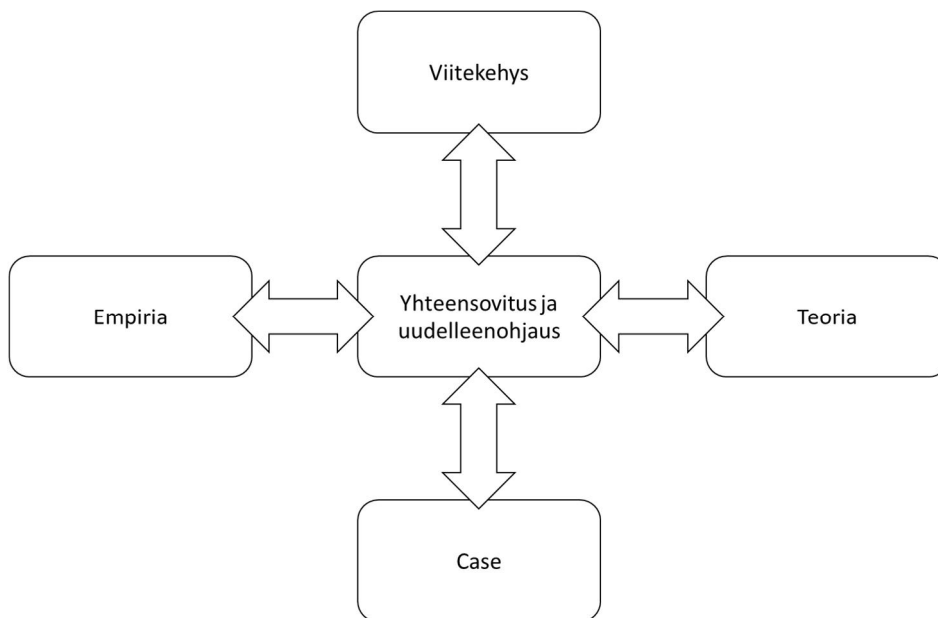 Viitekehys
Empiria
Yhteensovitus ja
uudelleenohjaus
Teoria
Case